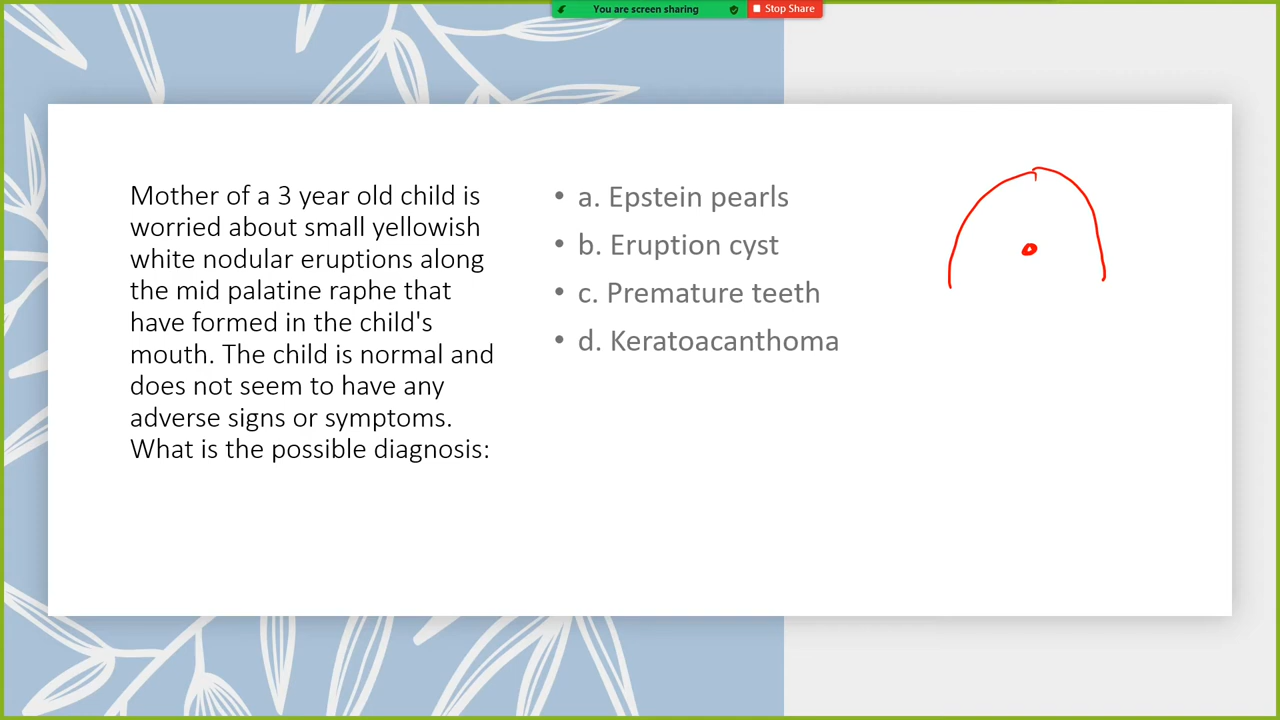 You are screen sharing
Stop Share
Mother of a 3 year old child is
worried about small yellowish
white nodular eruptions along
the mid palatine raphe that
have formed in the child's
mouth. The child is normal and
does not seem to have any
adverse signs or symptoms.
What is the possible diagnosis:
• a. Epstein pearls
• b. Eruption cyst
• c. Premature teeth
• d. Keratoacanthoma